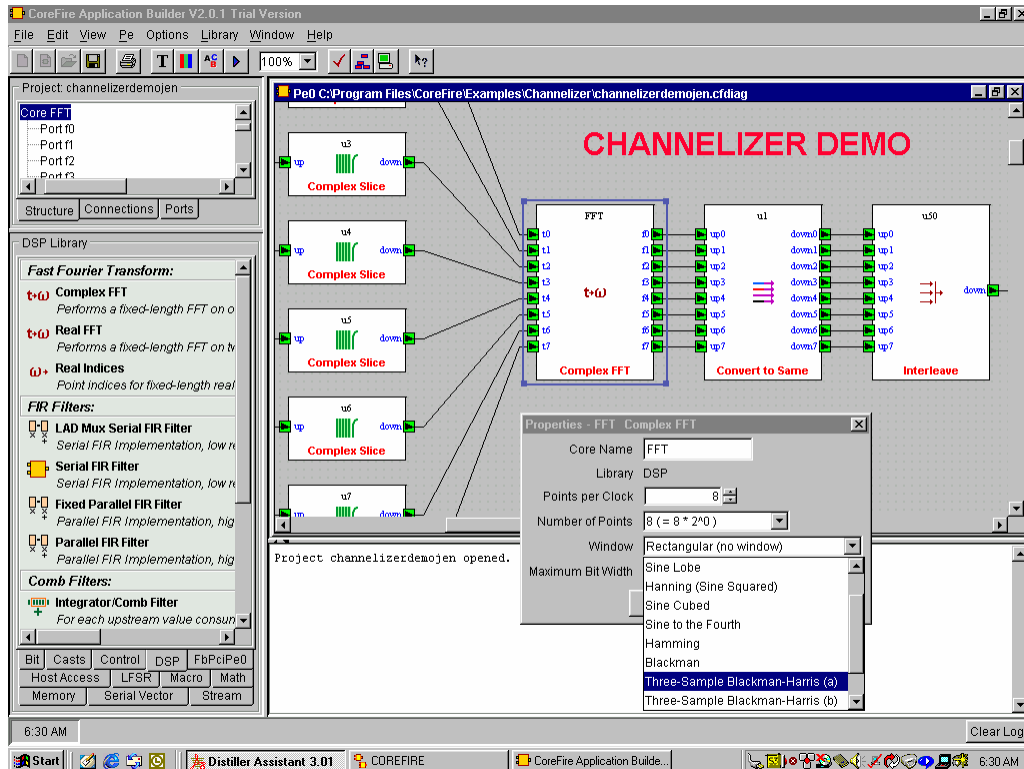 CoreFire Application Builder V2.0.1 Trial Version
File Edit View Pe Options Library Window Help
T
100%
Project: channelizerdemojen
Core FFT
Port f0
Port f1
Port f2
Port f3
Structure Connections Ports
DSP Library
Fast Fourier Transform:
t→ω Complex FFT
Performs a fixed-length FFT on o
t→ω Real FFT
Performs a fixed-length FFT on tw
ω→ Real Indices
Point indices for fixed-length real
FIR Filters:
LAD Mux Serial FIR Filter
Serial FIR Implementation, low re
Serial FIR Filter
Serial FIR Implementation, low re
Fixed Parallel FIR Filter
Parallel FIR Implementation, hig
Parallel FIR Filter
Parallel FIR Implementation, hig
Comb Filters:
Integrator/Comb Filter
For each upstream value consun
Bit Casts Control DSP FbPciPe0
Host Access LFSR Macro Math
Memory Serial Vector Stream
Pe0 C:\Program Files\CoreFire\Examples\Channelizer\channelizerdemojen.cfdiag
CHANNELIZER DEMO
u3
up down
Complex Slice
u4
up down
Complex Slice
u5
up down
Complex Slice
u6
up down
Complex Slice
u7
up down
FFT
t0 f0
t1 f1
t2 f2
t3 f3
t4 f4
t5 f5
t6 f6
t7 f7
t→ω
Complex FFT
u1
up0 down0
up1 down1
up2 down2
up3 down3
up4 down4
up5 down5
up6 down6
up7 down7
Convert to Same
u50
up0
up1
up2
up3
up4
up5
up6
up7
down
Interleave
Properties - FFT Complex FFT
Core Name FFT
Library DSP
Points per Clock 8
Number of Points 8 ( = 8 * 2^0 )
Window Rectangular (no window)
Maximum Bit Width
Sine Lobe
Hanning (Sine Squared)
Sine Cubed
Sine to the Fourth
Hamming
Blackman
Three-Sample Blackman-Harris (a)
Three-Sample Blackman-Harris (b)
Project channelizerdemojen opened.
6:30 AM
Clear Log
Start
Distiller Assistant 3.01
COREFIRE
CoreFire Application Builde...
6:30 AM